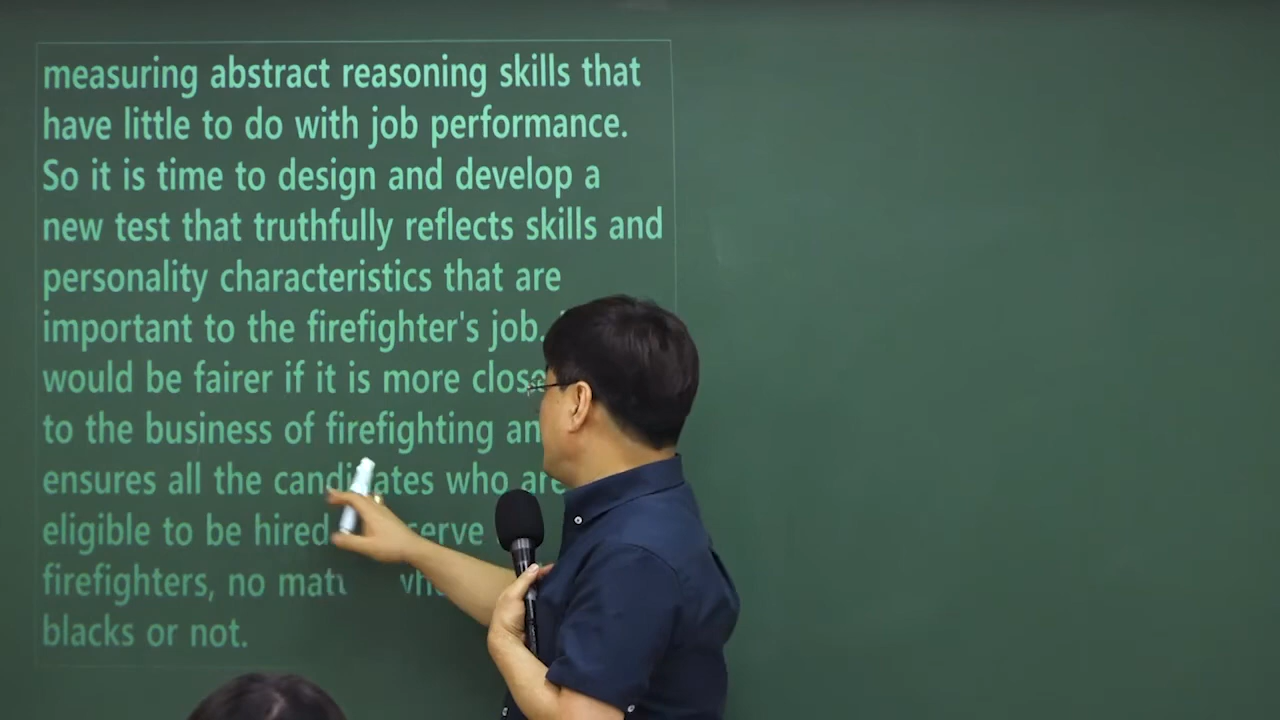 measuring abstract reasoning skills that
have little to do with job performance.
So it is time to design and develop a
new test that truthfully reflects skills and
personality characteristics that are
important to the firefighter's job.
would be fairer if it is more
to the business of firefighting
ensures all the candidates who are
eligible to be hired
firefighters, no
blacks or not.